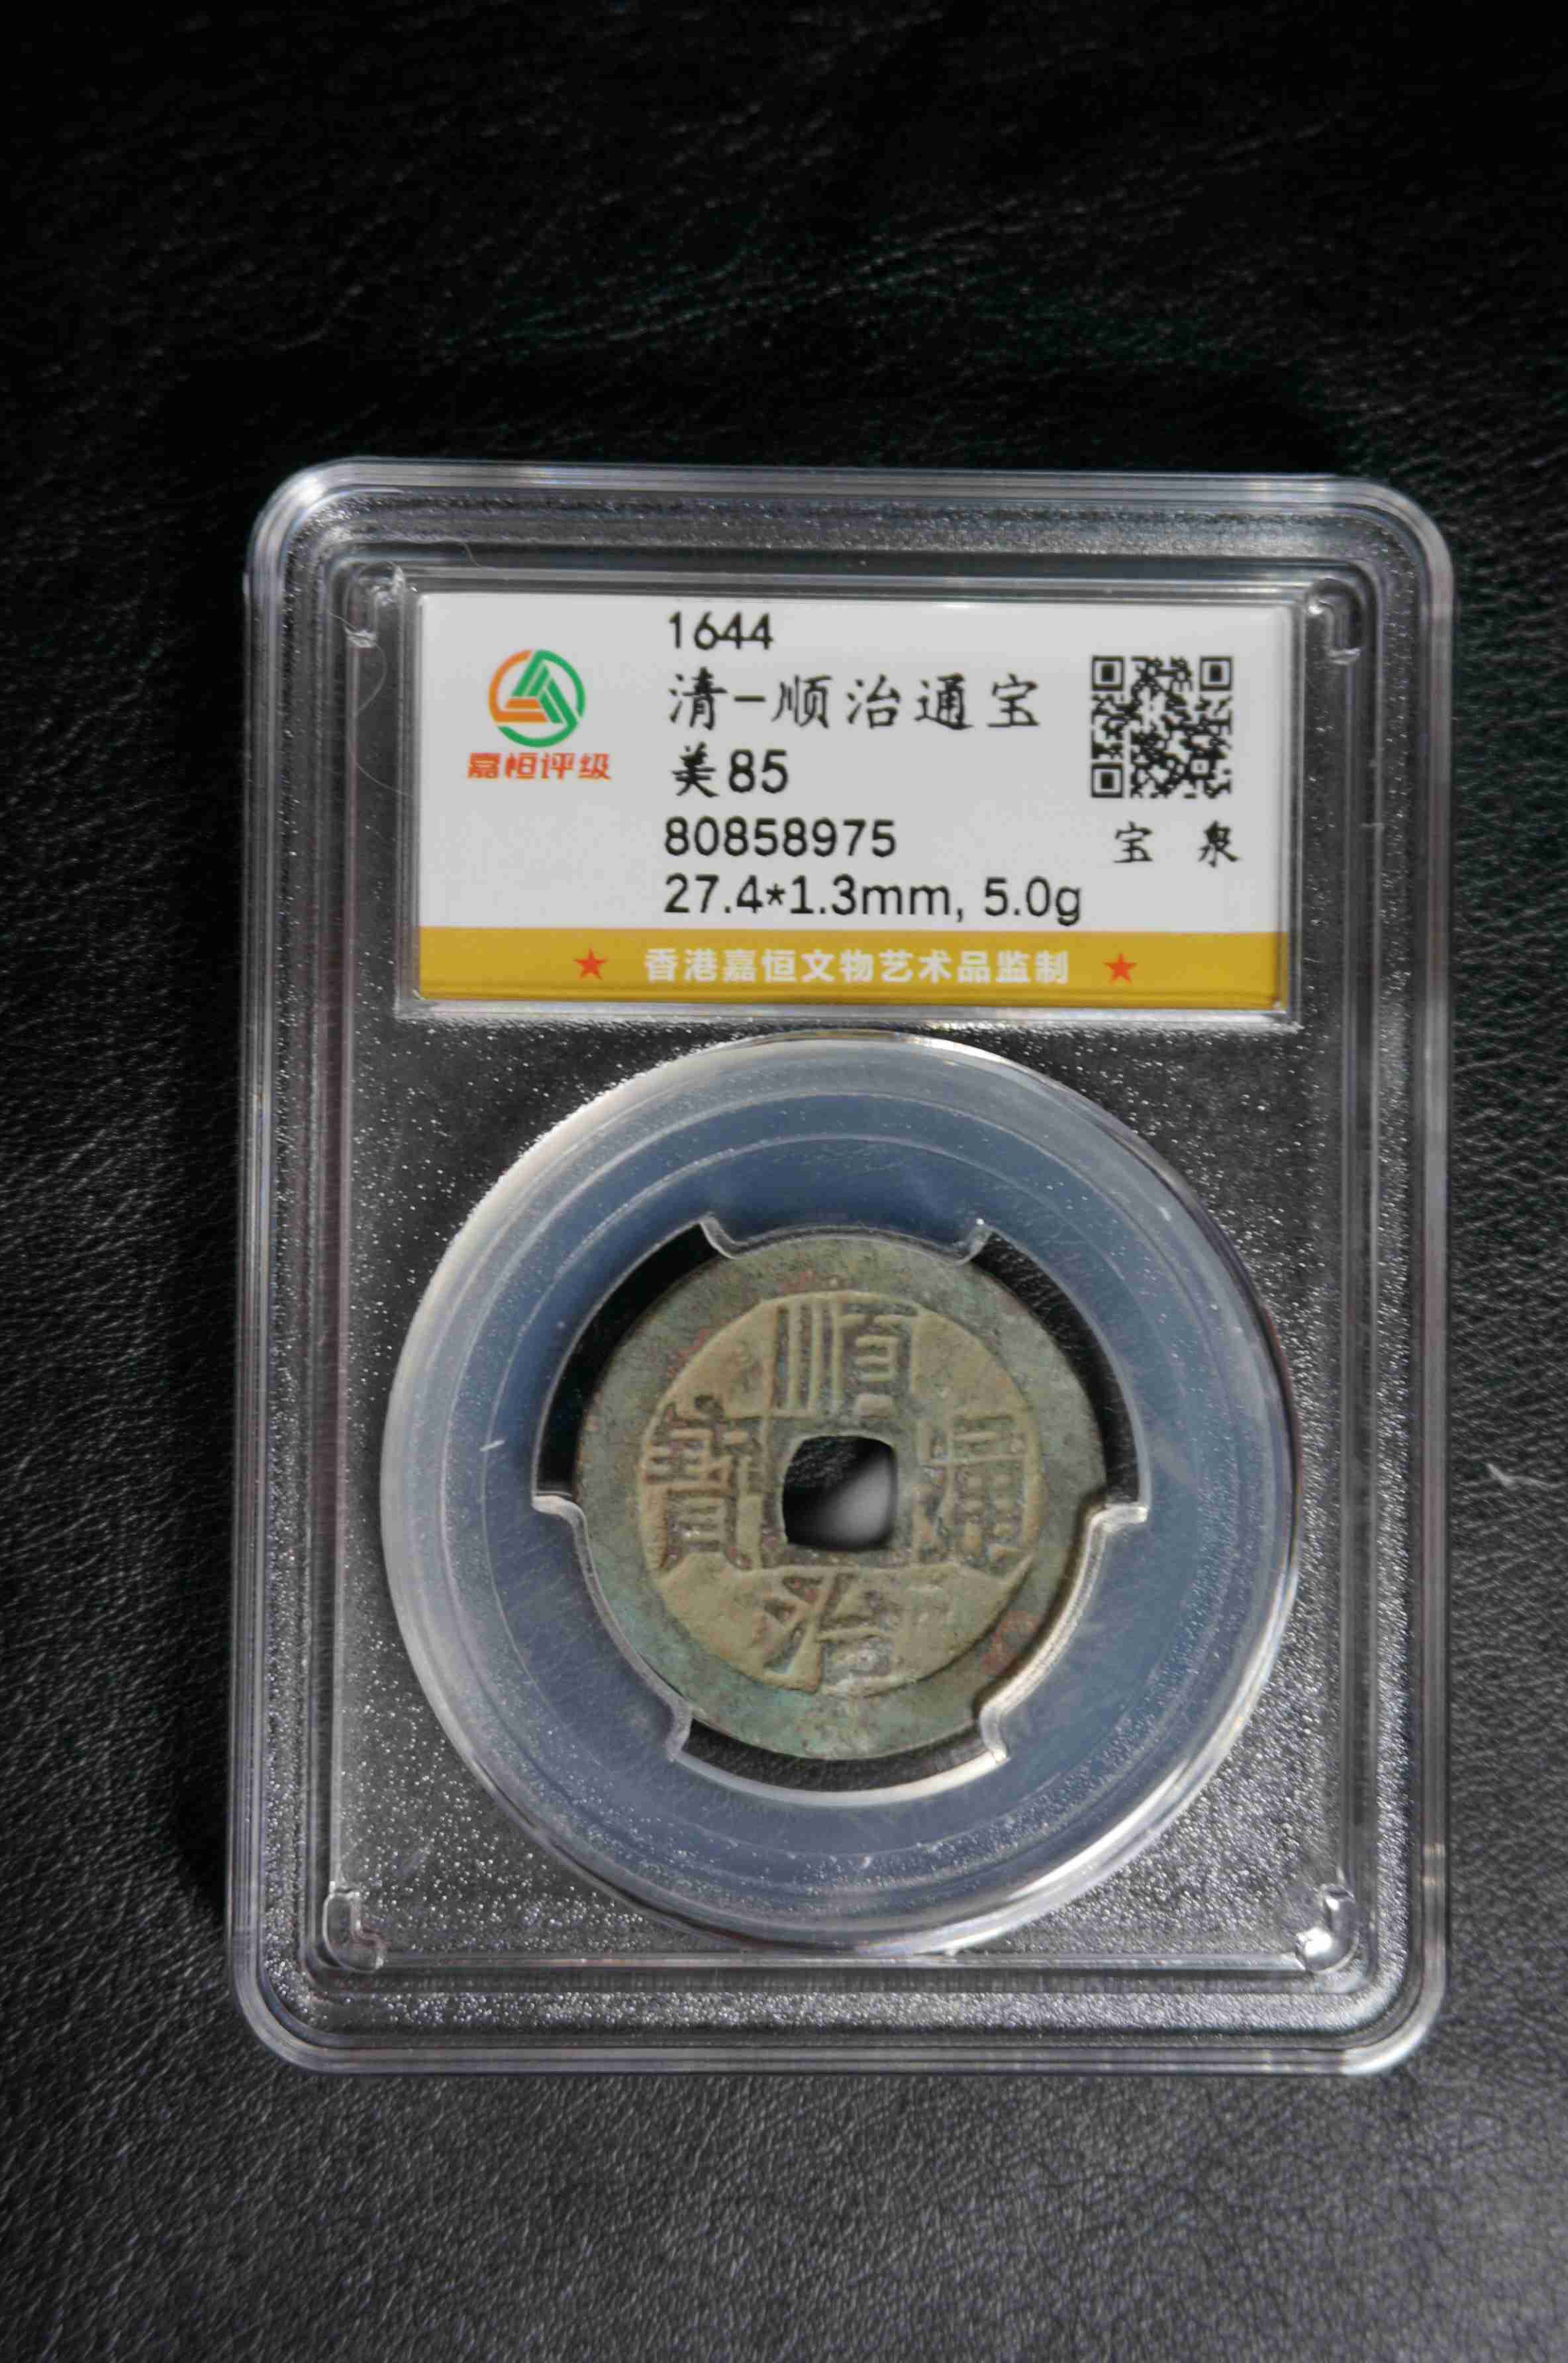 1644
清-顺治通宝
美85
80858975
27.4*1.3mm, 5.0g
嘉恒评级
宝 泉
★ 香港嘉恒文物艺术品监制 ★
順
寶 通
治